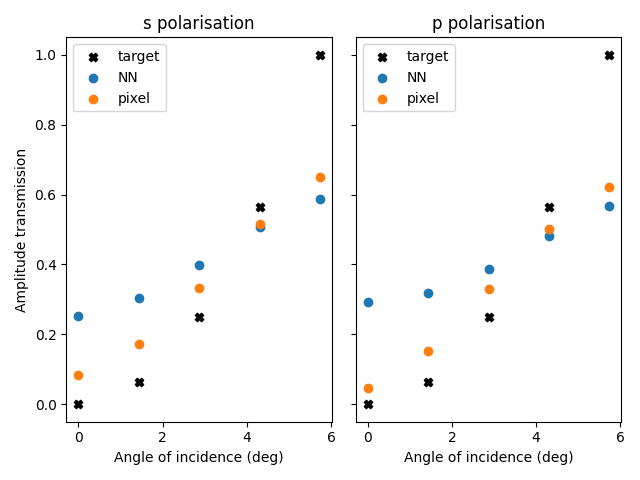 s polarisation
p polarisation
target
NN
pixel
target
NN
pixel
Amplitude transmission
1.0
0.8
0.6
0.4
0.2
0.0
0 2 4 6
0 2 4 6
Angle of incidence (deg)
Angle of incidence (deg)